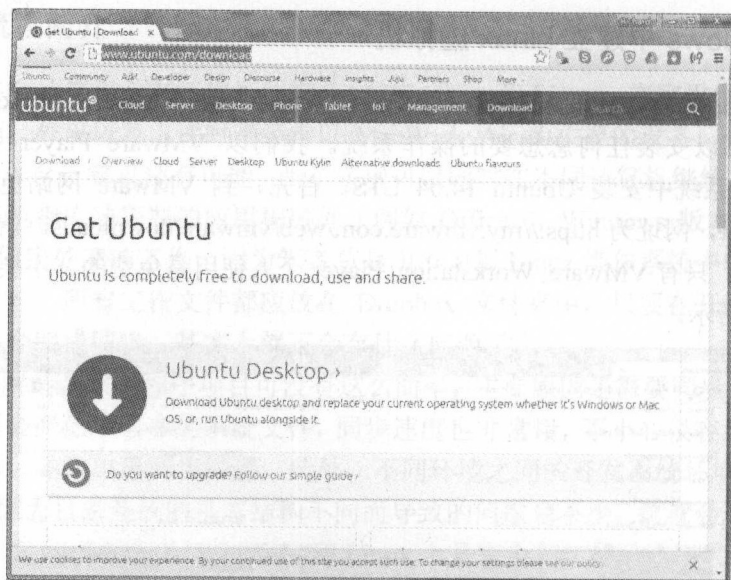 Get Ubuntu | Download ×
www.ubuntu.com/download
Ubuntu Community Ask! Developer Design Discourse Hardware Insights Juju Partners Shop More
ubuntu® Cloud Server Desktop Phone Tablet IoT Management Download Search
Download › Overview Cloud Server Desktop Ubuntu Kylin Alternative downloads Ubuntu flavours
Get Ubuntu
Ubuntu is completely free to download, use and share.
Ubuntu Desktop ›
Download Ubuntu desktop and replace your current operating system whether it's Windows or Mac
OS, or, run Ubuntu alongside it.
Do you want to upgrade? Follow our simple guide ›
We use cookies to improve your experience. By your continued use of this site you accept such use. To change your settings please see our policy. ×